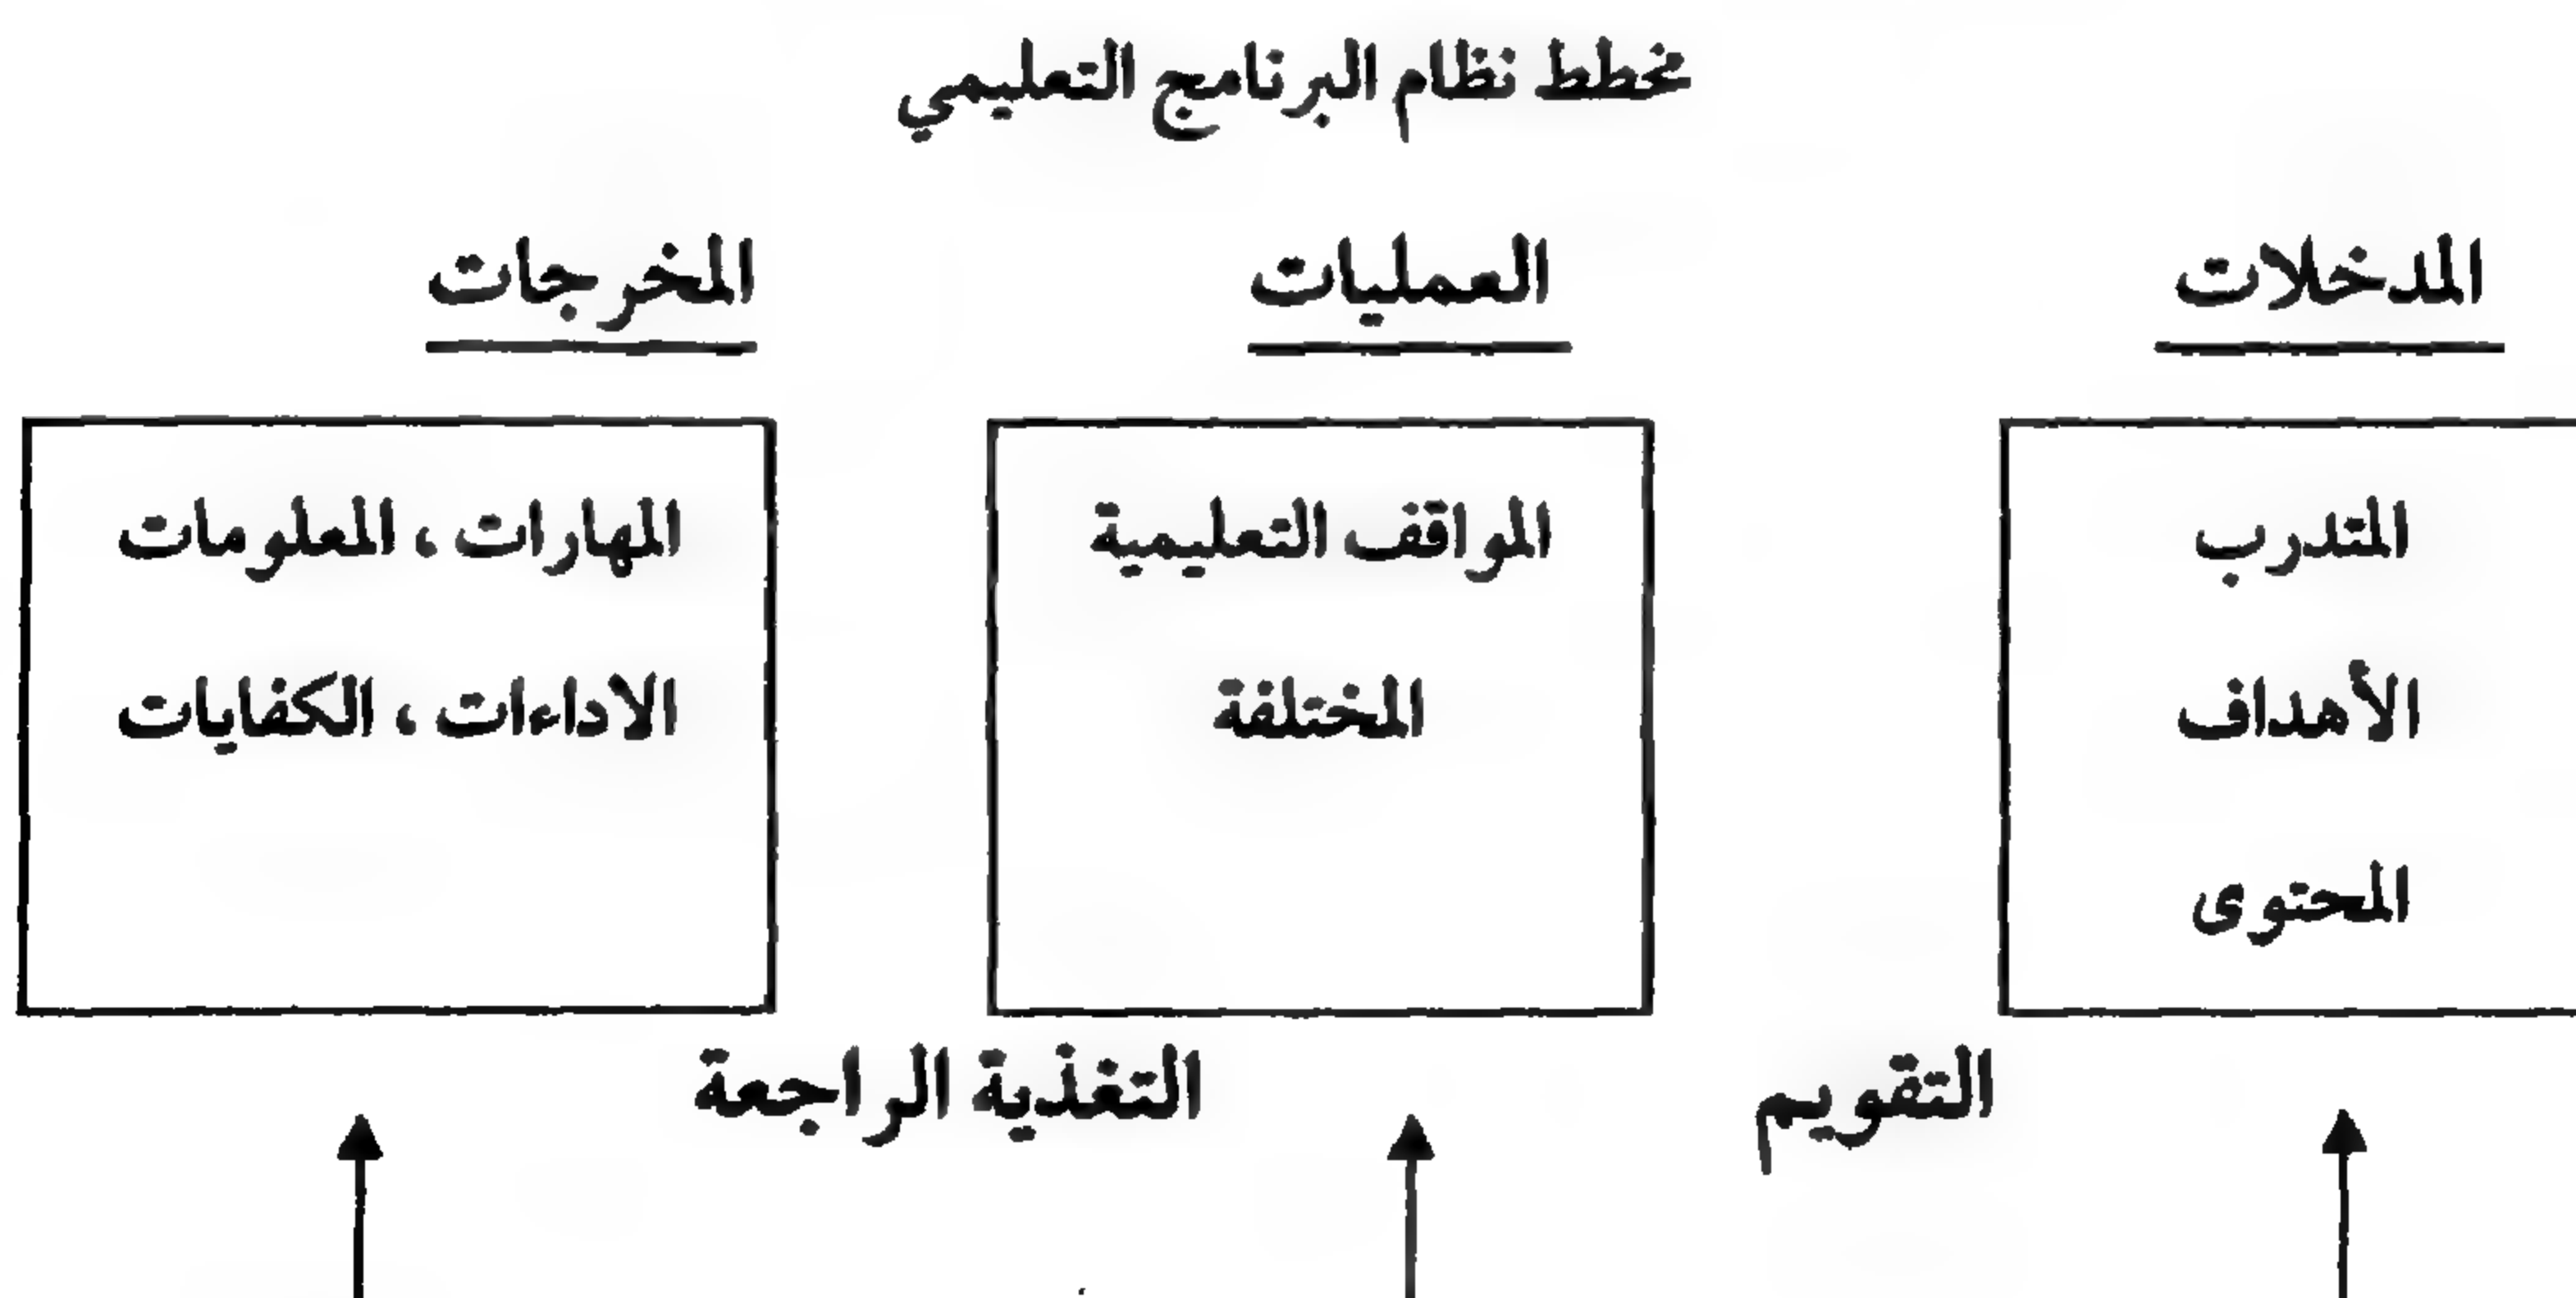 مخطط نظام البرنامج التعليمي
المدخلات
العمليات
المخرجات
المتدرب
الأهداف
المحتوى
المواقف التعليمية
المختلفة
المهارات ، المعلومات
الاداءات ، الكفايات
التقويم
التغذية الراجعة